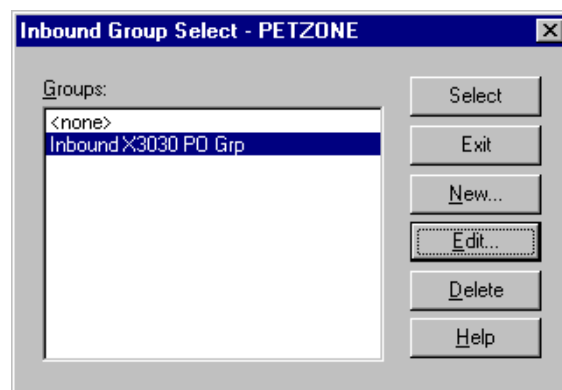 Inbound Group Select - PETZONE
Groups:
<none>
Inbound X3030 PO Grp
Select
Exit
New...
Edit...
Delete
Help